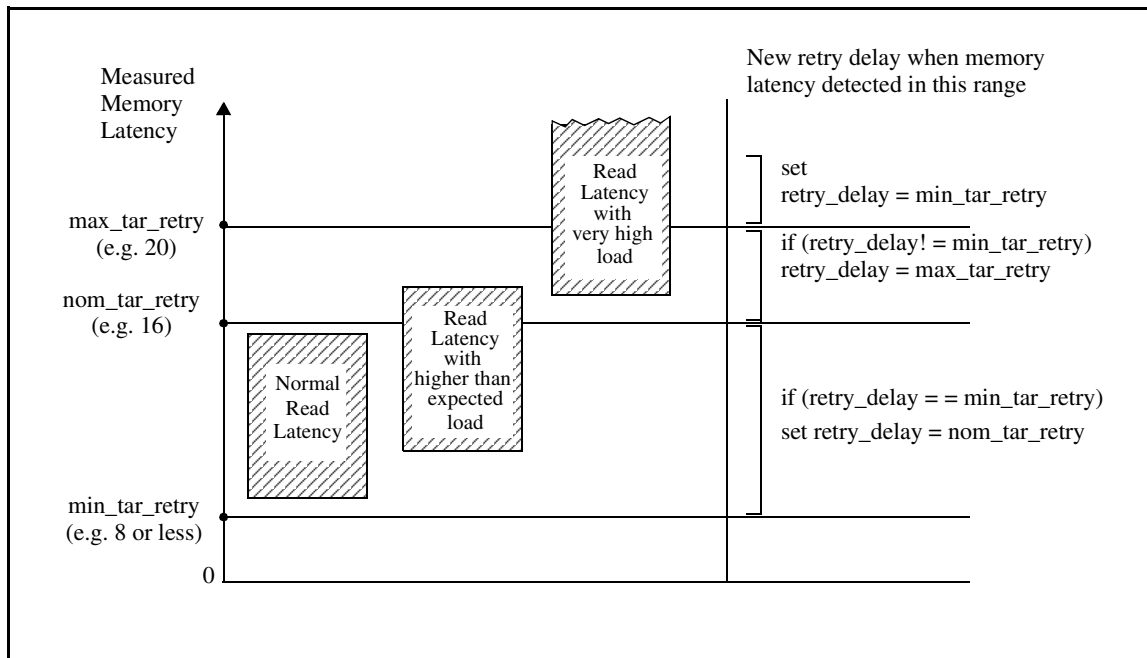 New retry delay when memory
latency detected in this range
Measured
Memory
Latency
max_tar_retry
(e.g. 20)
nom_tar_retry
(e.g. 16)
min_tar_retry
(e.g. 8 or less)
0
Normal
Read
Latency
Read
Latency
with
higher than
expected
load
Read
Latency
with
very high
load
set
retry_delay = min_tar_retry
if (retry_delay! = min_tar_retry)
retry_delay = max_tar_retry
if (retry_delay = = min_tar_retry)
set retry_delay = nom_tar_retry